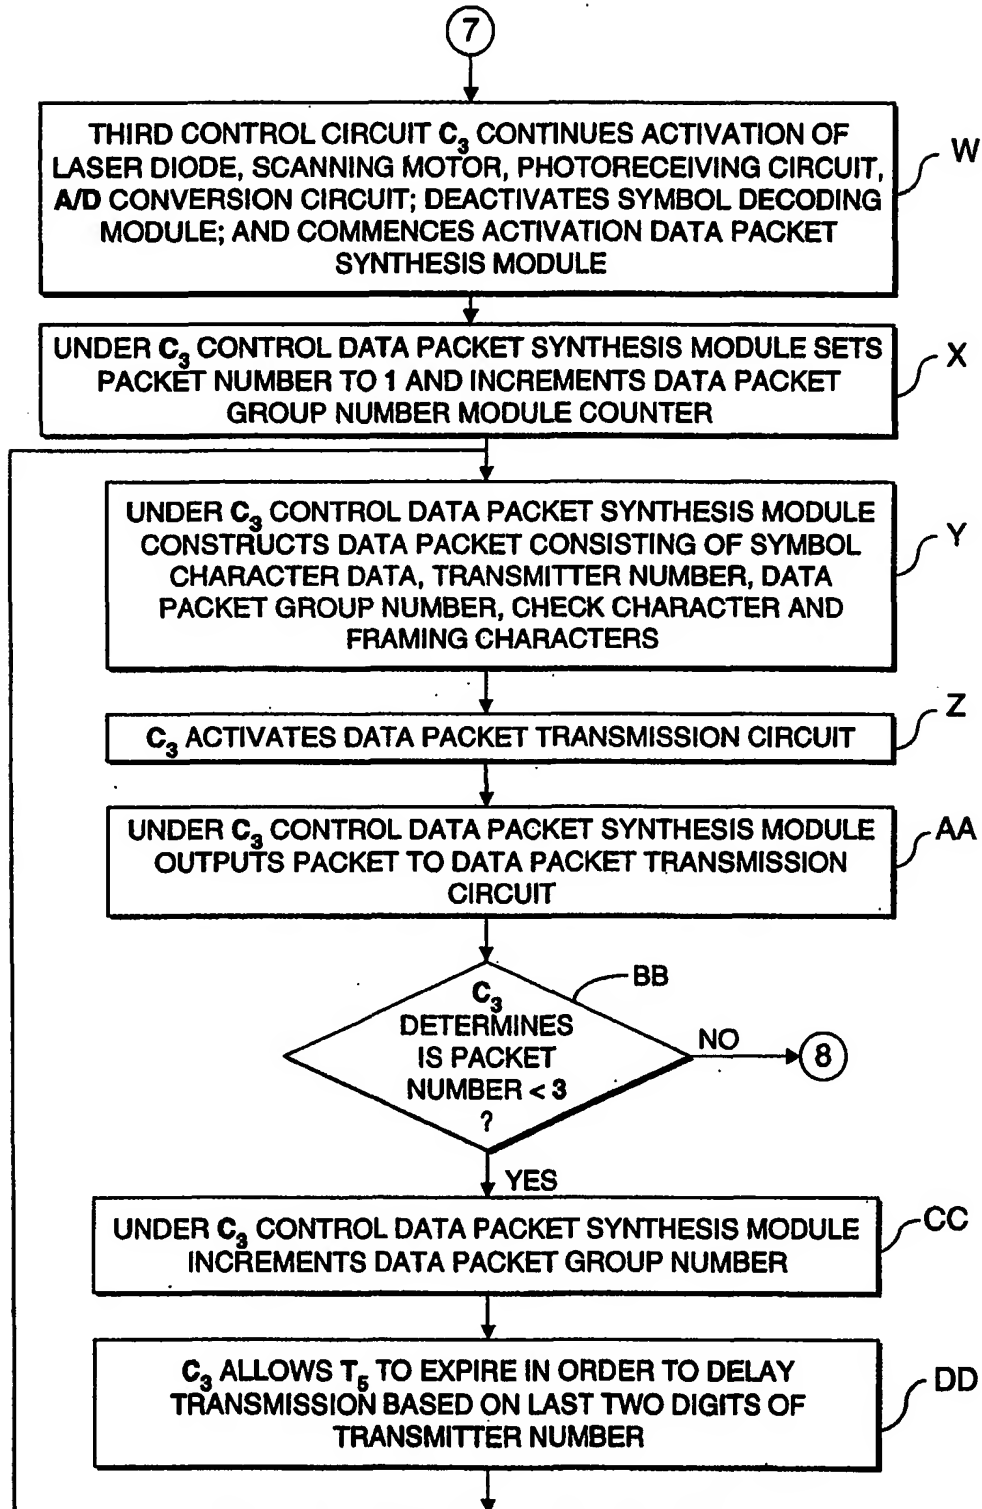 7
THIRD CONTROL CIRCUIT C3 CONTINUES ACTIVATION OF
LASER DIODE, SCANNING MOTOR, PHOTORECEIVING CIRCUIT,
A/D CONVERSION CIRCUIT; DEACTIVATES SYMBOL DECODING
MODULE; AND COMMENCES ACTIVATION DATA PACKET
SYNTHESIS MODULE
W
UNDER C3 CONTROL DATA PACKET SYNTHESIS MODULE SETS
PACKET NUMBER TO 1 AND INCREMENTS DATA PACKET
GROUP NUMBER MODULE COUNTER
X
UNDER C3 CONTROL DATA PACKET SYNTHESIS MODULE
CONSTRUCTS DATA PACKET CONSISTING OF SYMBOL
CHARACTER DATA, TRANSMITTER NUMBER, DATA
PACKET GROUP NUMBER, CHECK CHARACTER AND
FRAMING CHARACTERS
Y
C3 ACTIVATES DATA PACKET TRANSMISSION CIRCUIT
Z
UNDER C3 CONTROL DATA PACKET SYNTHESIS MODULE
OUTPUTS PACKET TO DATA PACKET TRANSMISSION
CIRCUIT
AA
C3
DETERMINES
IS PACKET
NUMBER < 3
?
BB
NO
8
YES
UNDER C3 CONTROL DATA PACKET SYNTHESIS MODULE
INCREMENTS DATA PACKET GROUP NUMBER
CC
C3 ALLOWS T5 TO EXPIRE IN ORDER TO DELAY
TRANSMISSION BASED ON LAST TWO DIGITS OF
TRANSMITTER NUMBER
DD